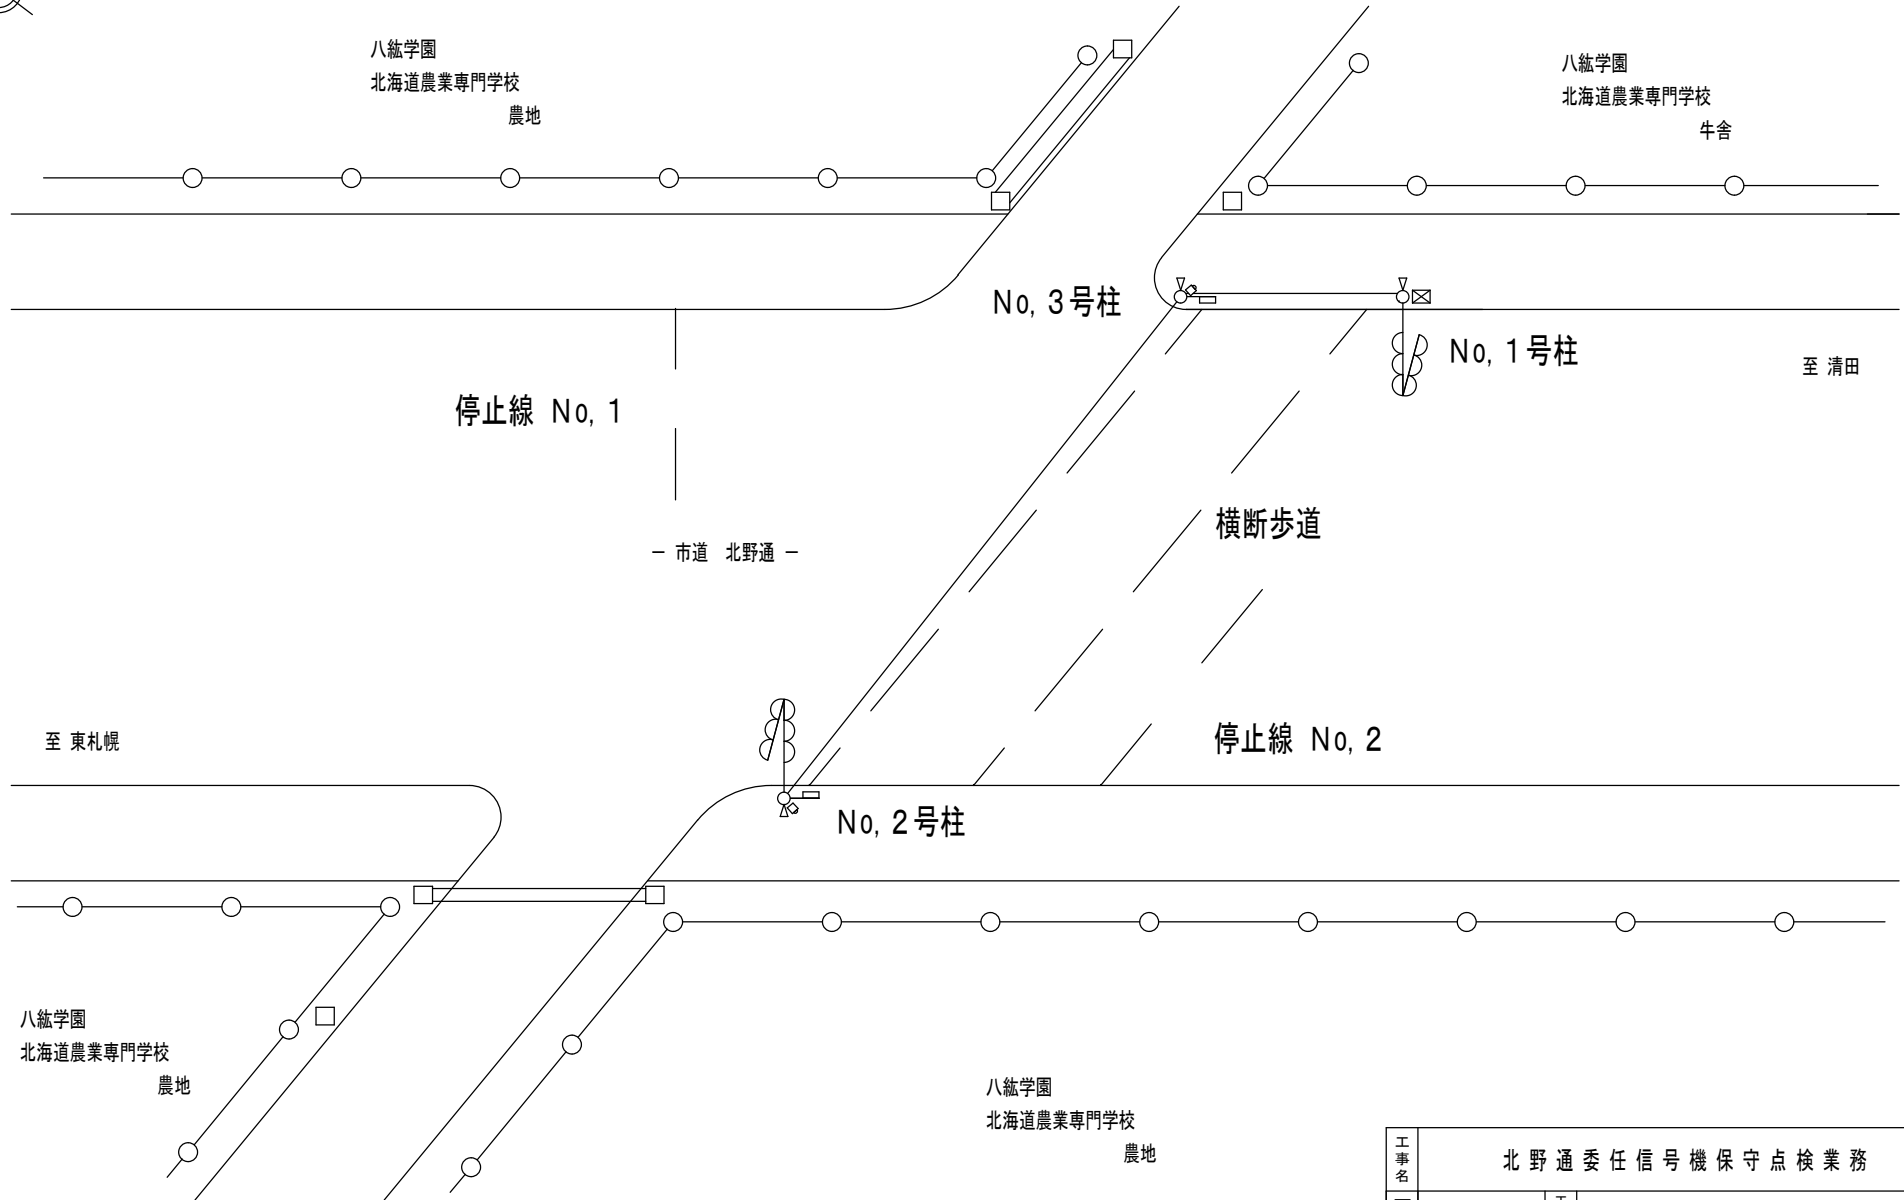 八紘学園
北海道農業専門学校
農地
八紘学園
北海道農業専門学校
牛舎
No,３号柱
No,１号柱
至 清田
停止線 No,１
横断歩道
－ 市道　北野通 －
至 東札幌
停止線 No,２
No,２号柱
八紘学園
北海道農業専門学校
農地
八紘学園
北海道農業専門学校
農地
工事名
北野通委任信号機保守点検業務